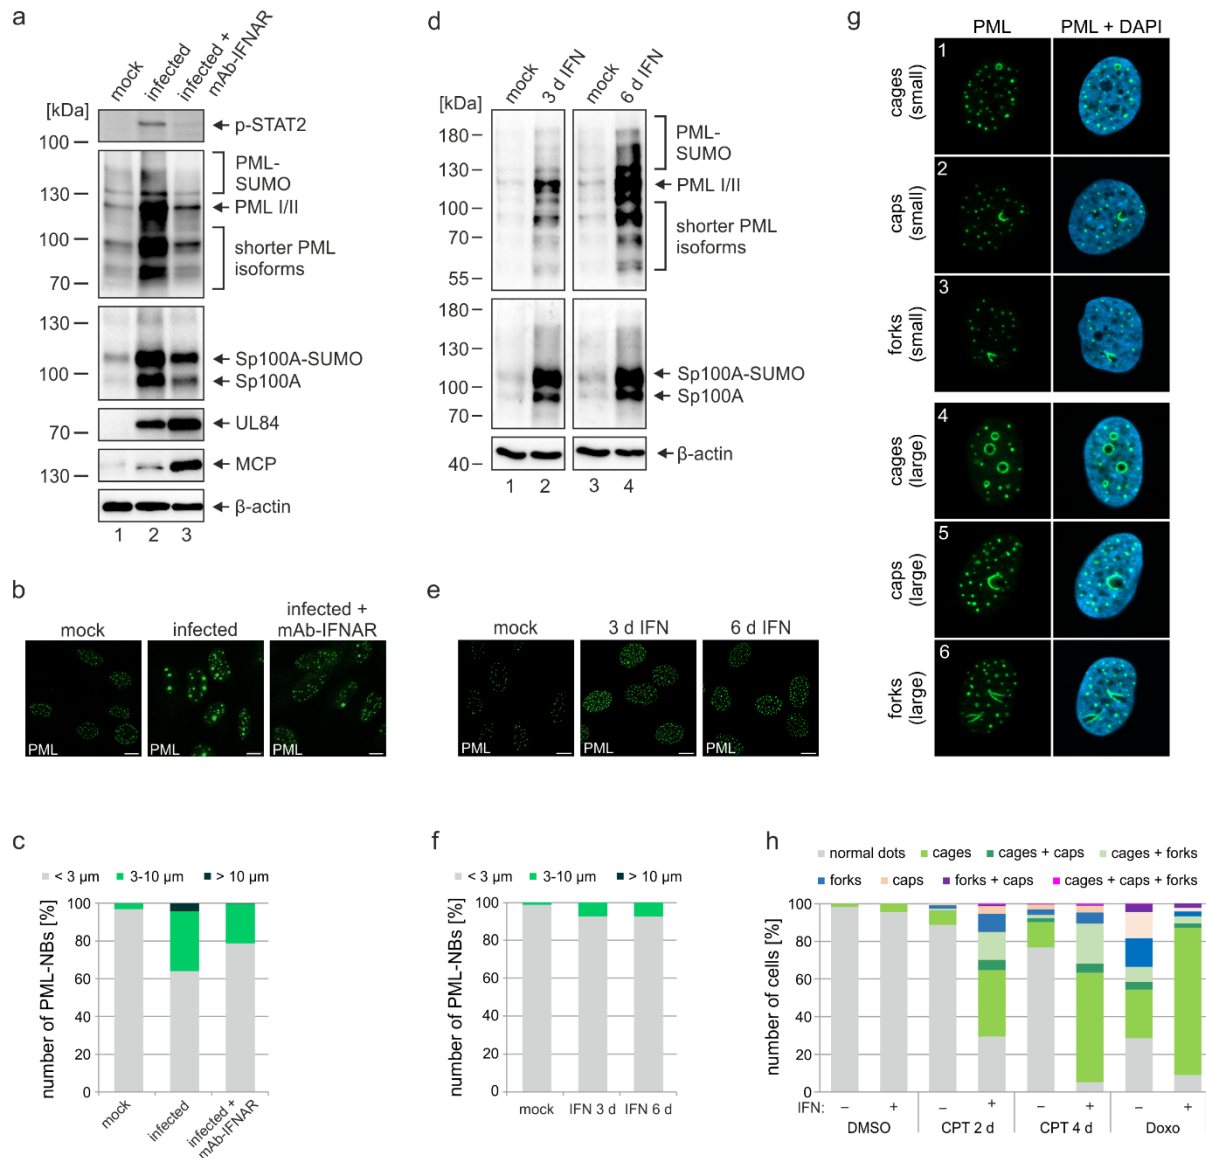 a
mock
infected
infected +
mAb-IFNAR
[kDa]
p-STAT2
100
PML-
SUMO
130
PML I/II
100
shorter PML
isoforms
70
130
Sp100A-SUMO
100
Sp100A
UL84
70
MCP
130
β-actin
1 2 3
b
mock
infected
infected +
mAb-IFNAR
PML
PML
PML
c
< 3 µm 3-10 µm > 10 µm
number of PML-NBs [%]
100
80
60
40
20
0
mock
infected
infected +
mAb-IFNAR
d
mock
3 d IFN
mock
6 d IFN
[kDa]
180
PML-
SUMO
130
PML I/II
100
shorter PML
isoforms
70
55
180
130
Sp100A-SUMO
100
Sp100A
70
β-actin
40
1 2 3 4
e
mock
3 d IFN
6 d IFN
PML
PML
PML
f
< 3 µm 3-10 µm > 10 µm
number of PML-NBs [%]
100
80
60
40
20
0
mock IFN 3 d IFN 6 d
g
PML PML + DAPI
1
cages
(small)
2
caps
(small)
3
forks
(small)
4
cages
(large)
5
caps
(large)
6
forks
(large)
h
normal dots cages cages + caps cages + forks
forks caps forks + caps cages + caps + forks
number of cells [%]
100
80
60
40
20
0
IFN: – + – + – + – +
DMSO CPT 2 d CPT 4 d Doxo